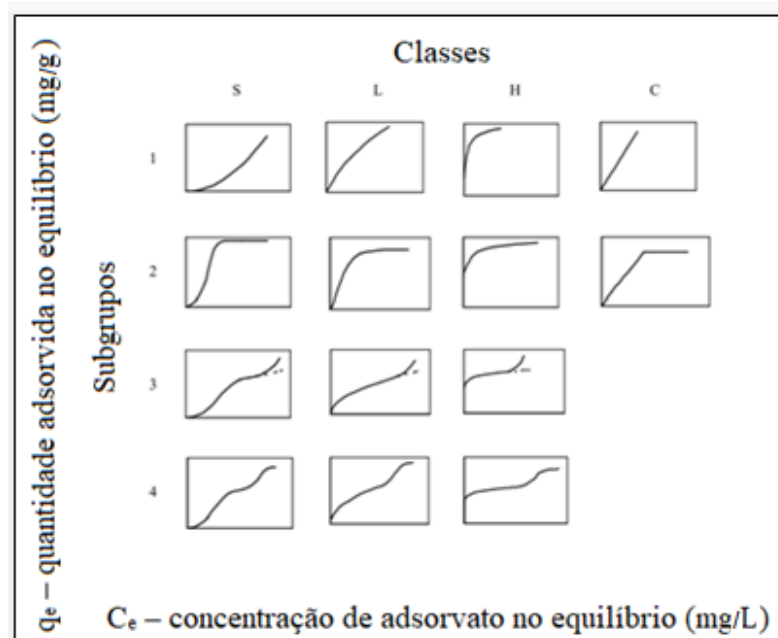 Classes
S L H C
1
2
3
4
Subgrupos
qₑ – quantidade adsorvida no equilíbrio (mg/g)
Cₑ – concentração de adsorvato no equilíbrio (mg/L)